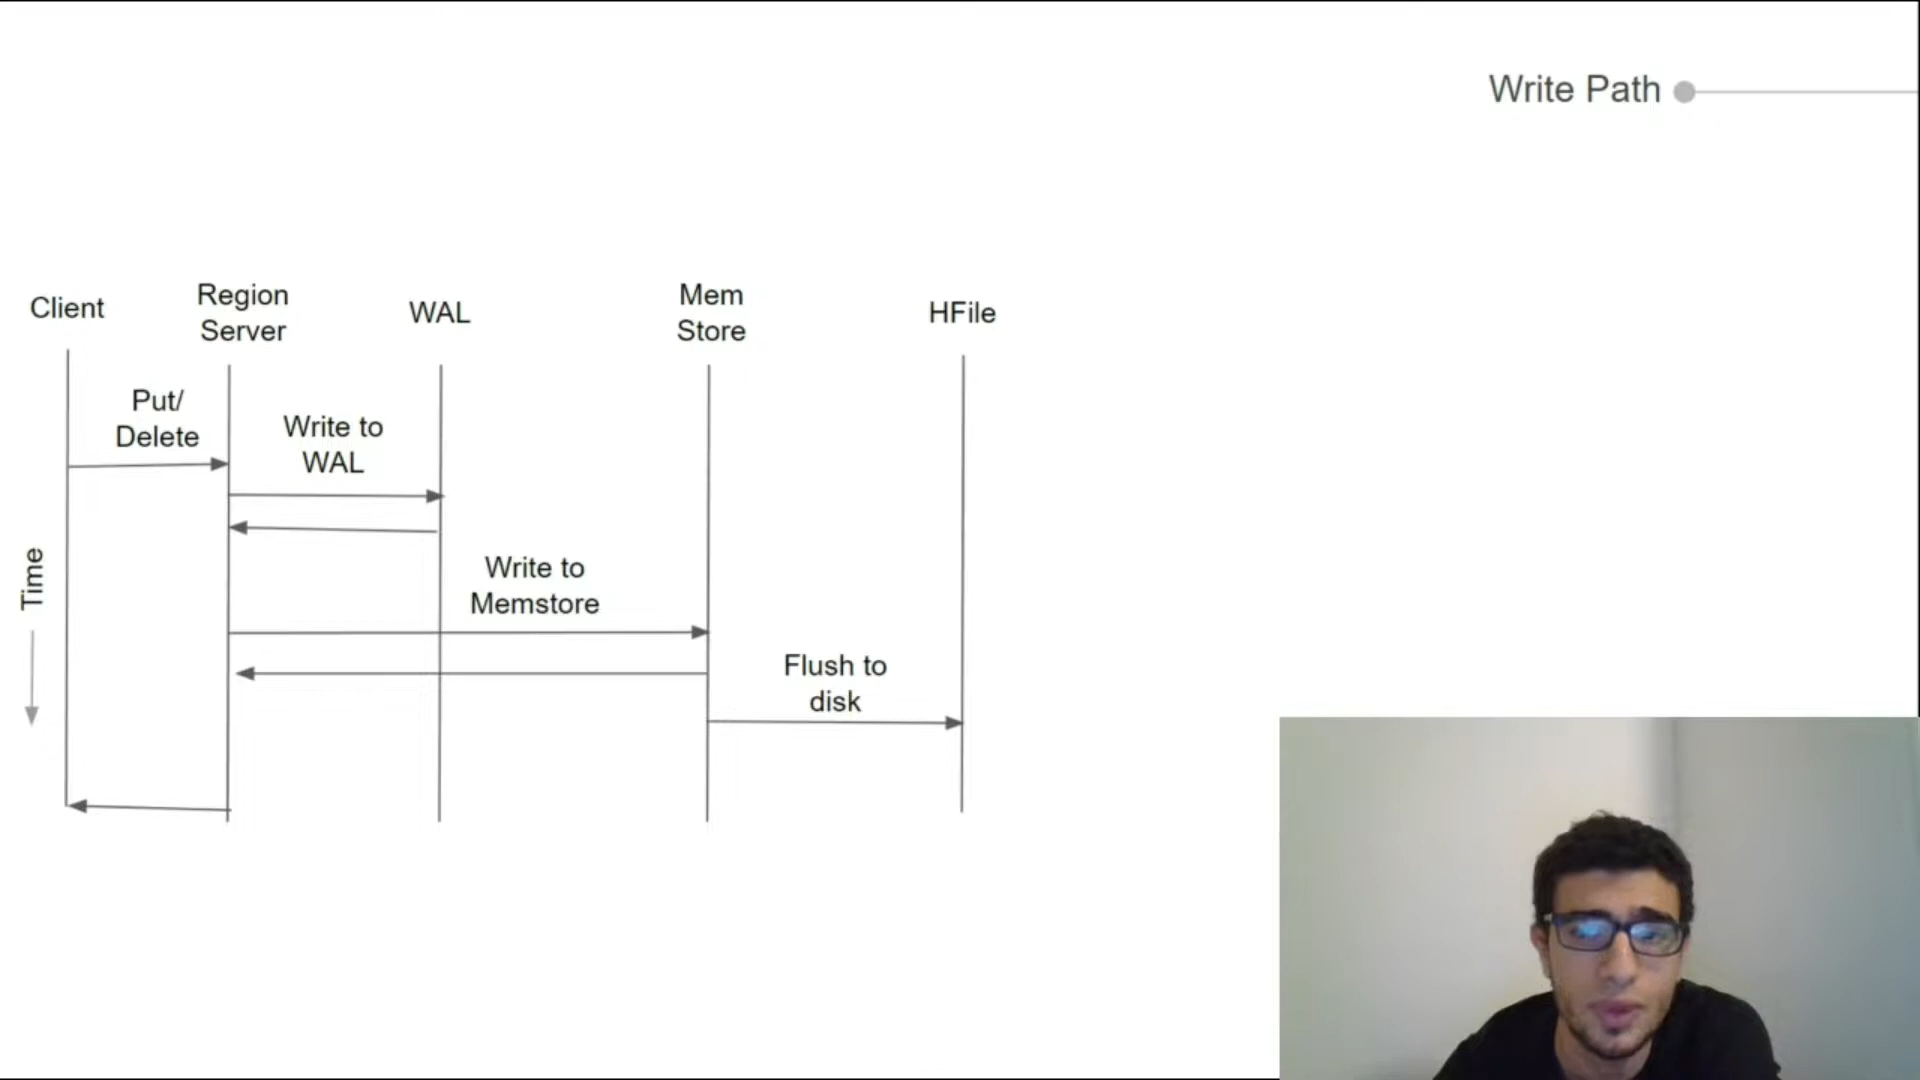 Write Path
Client
Region
Server
WAL
Mem
Store
HFile
Put/
Delete
Write to
WAL
Time
Write to
Memstore
Flush to
disk